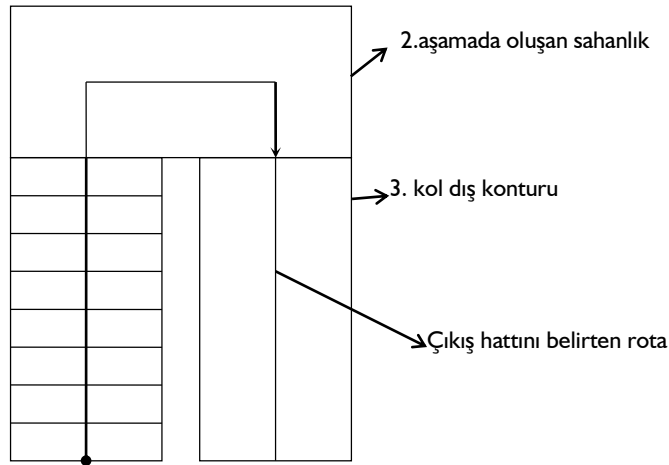 2.aşamada oluşan sahanlık
3. kol dış konturu
Çıkış hattını belirten rota